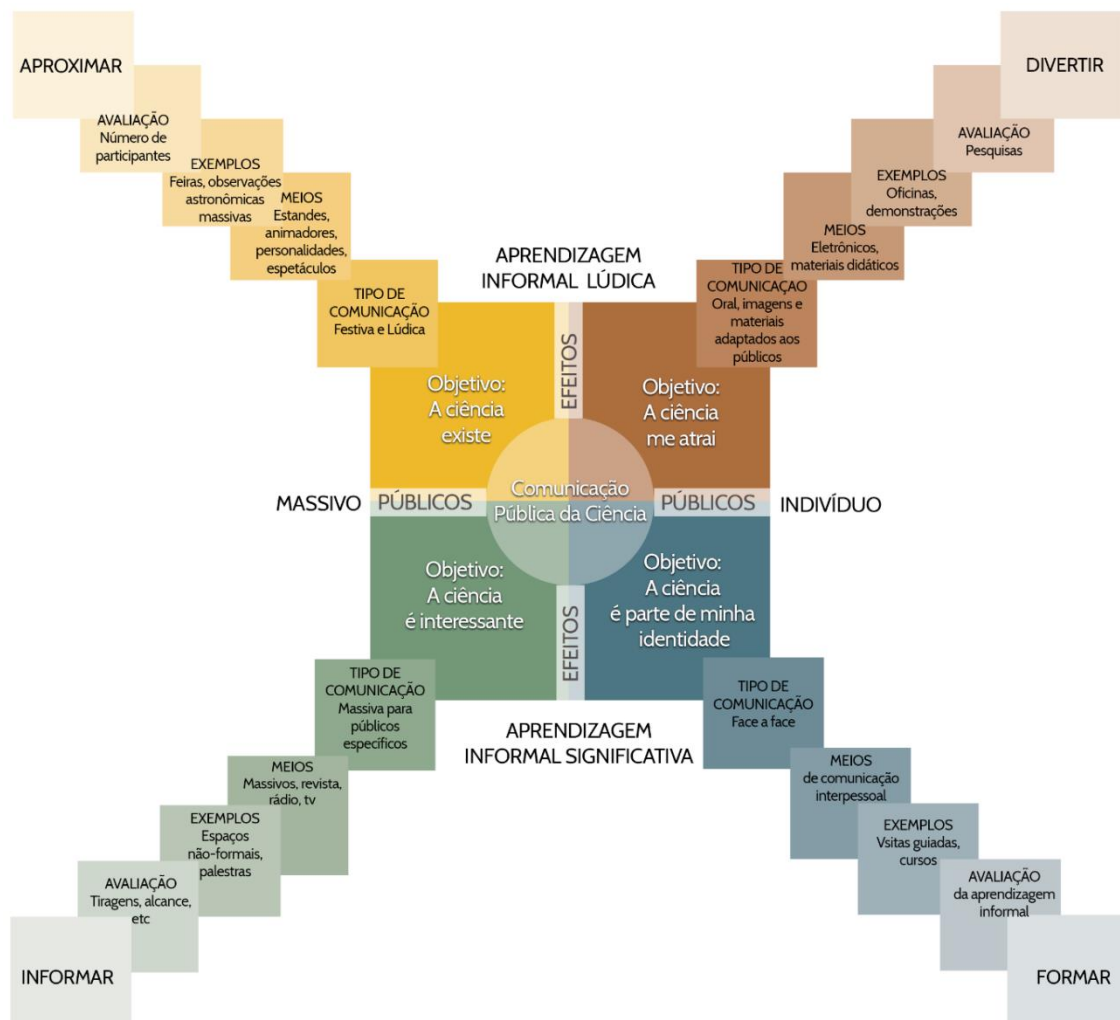 APROXIMAR
AVALIAÇÃO
Número de
participantes
EXEMPLOS
Feiras, observações
astronômicas
massivas
MEIOS
Estandes,
animadores,
personalidades,
espetáculos
TIPO DE
COMUNICAÇÃO
Festiva e Lúdica
DIVERTIR
AVALIAÇÃO
Pesquisas
EXEMPLOS
Oficinas,
demonstrações
MEIOS
Eletrônicos,
materiais didáticos
TIPO DE
COMUNICAÇÃO
Oral, imagens e
materiais
adaptados aos
públicos
APRENDIZAGEM
INFORMAL LÚDICA
EFEITOS
Objetivo:
A ciência
existe
Objetivo:
A ciência
me atrai
MASSIVO
PÚBLICOS
Comunicação
Pública da Ciência
PÚBLICOS
INDIVÍDUO
Objetivo:
A ciência
é interessante
Objetivo:
A ciência
é parte de minha
identidade
EFEITOS
APRENDIZAGEM
INFORMAL SIGNIFICATIVA
TIPO DE
COMUNICAÇÃO
Massiva para
públicos
específicos
MEIOS
Massivos, revista,
rádio, tv
EXEMPLOS
Espaços
não-formais,
palestras
AVALIAÇÃO
Tiragens, alcance,
etc
INFORMAR
TIPO DE
COMUNICAÇÃO
Face a face
MEIOS
de comunicação
interpessoal
EXEMPLOS
Vsitas guiadas,
cursos
AVALIAÇÃO
da aprendizagem
informal
FORMAR